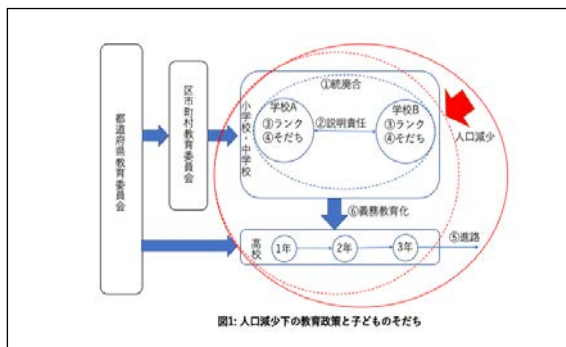 都道府県教育委員会
区市町村教育委員会
小学校・中学校
①統廃合
学校A
③ランク
④そだち
②説明責任
学校B
③ランク
④そだち
人口減少
⑥義務教育化
高校
1年
2年
3年
⑤進路
図1: 人口減少下の教育政策と子どものそだち